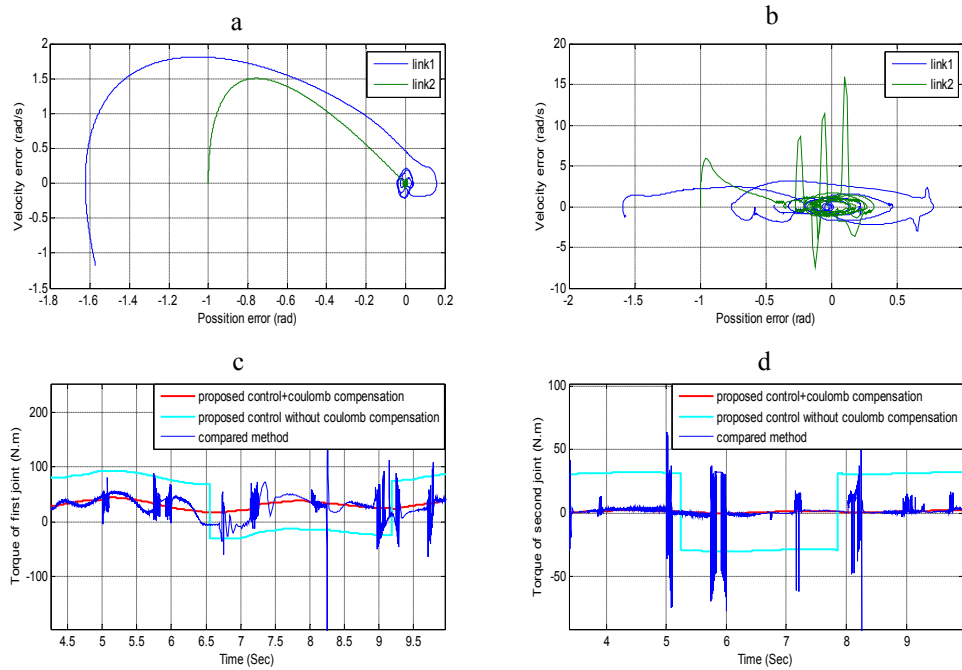 a
2
1.5
1
0.5
0
-0.5
-1
1.5
-1.8
-1.6
-1.4
-1.2
-1
-0.8
-0.6
-0.4
-0.2
0
0.2
Velocity error (rad/s)
Possition error (rad)
link1
link2
b
20
15
10
5
0
-5
-10
-2
-1.5
-1
-0.5
0
0.5
Velocity error (rad/s)
Possition error (rad)
link1
link2
c
200
100
0
-100
4.5
5
5.5
6
6.5
7
7.5
8
8.5
9
9.5
Torque of first joint (N.m)
Time (Sec)
proposed control+coulomb compensation
proposed control without coulomb compensation
compared method
d
100
50
0
-50
4
5
6
7
8
9
Torque of second joint (N.m)
Time (Sec)
proposed control+coulomb compensation
proposed control without coulomb compensation
compared method